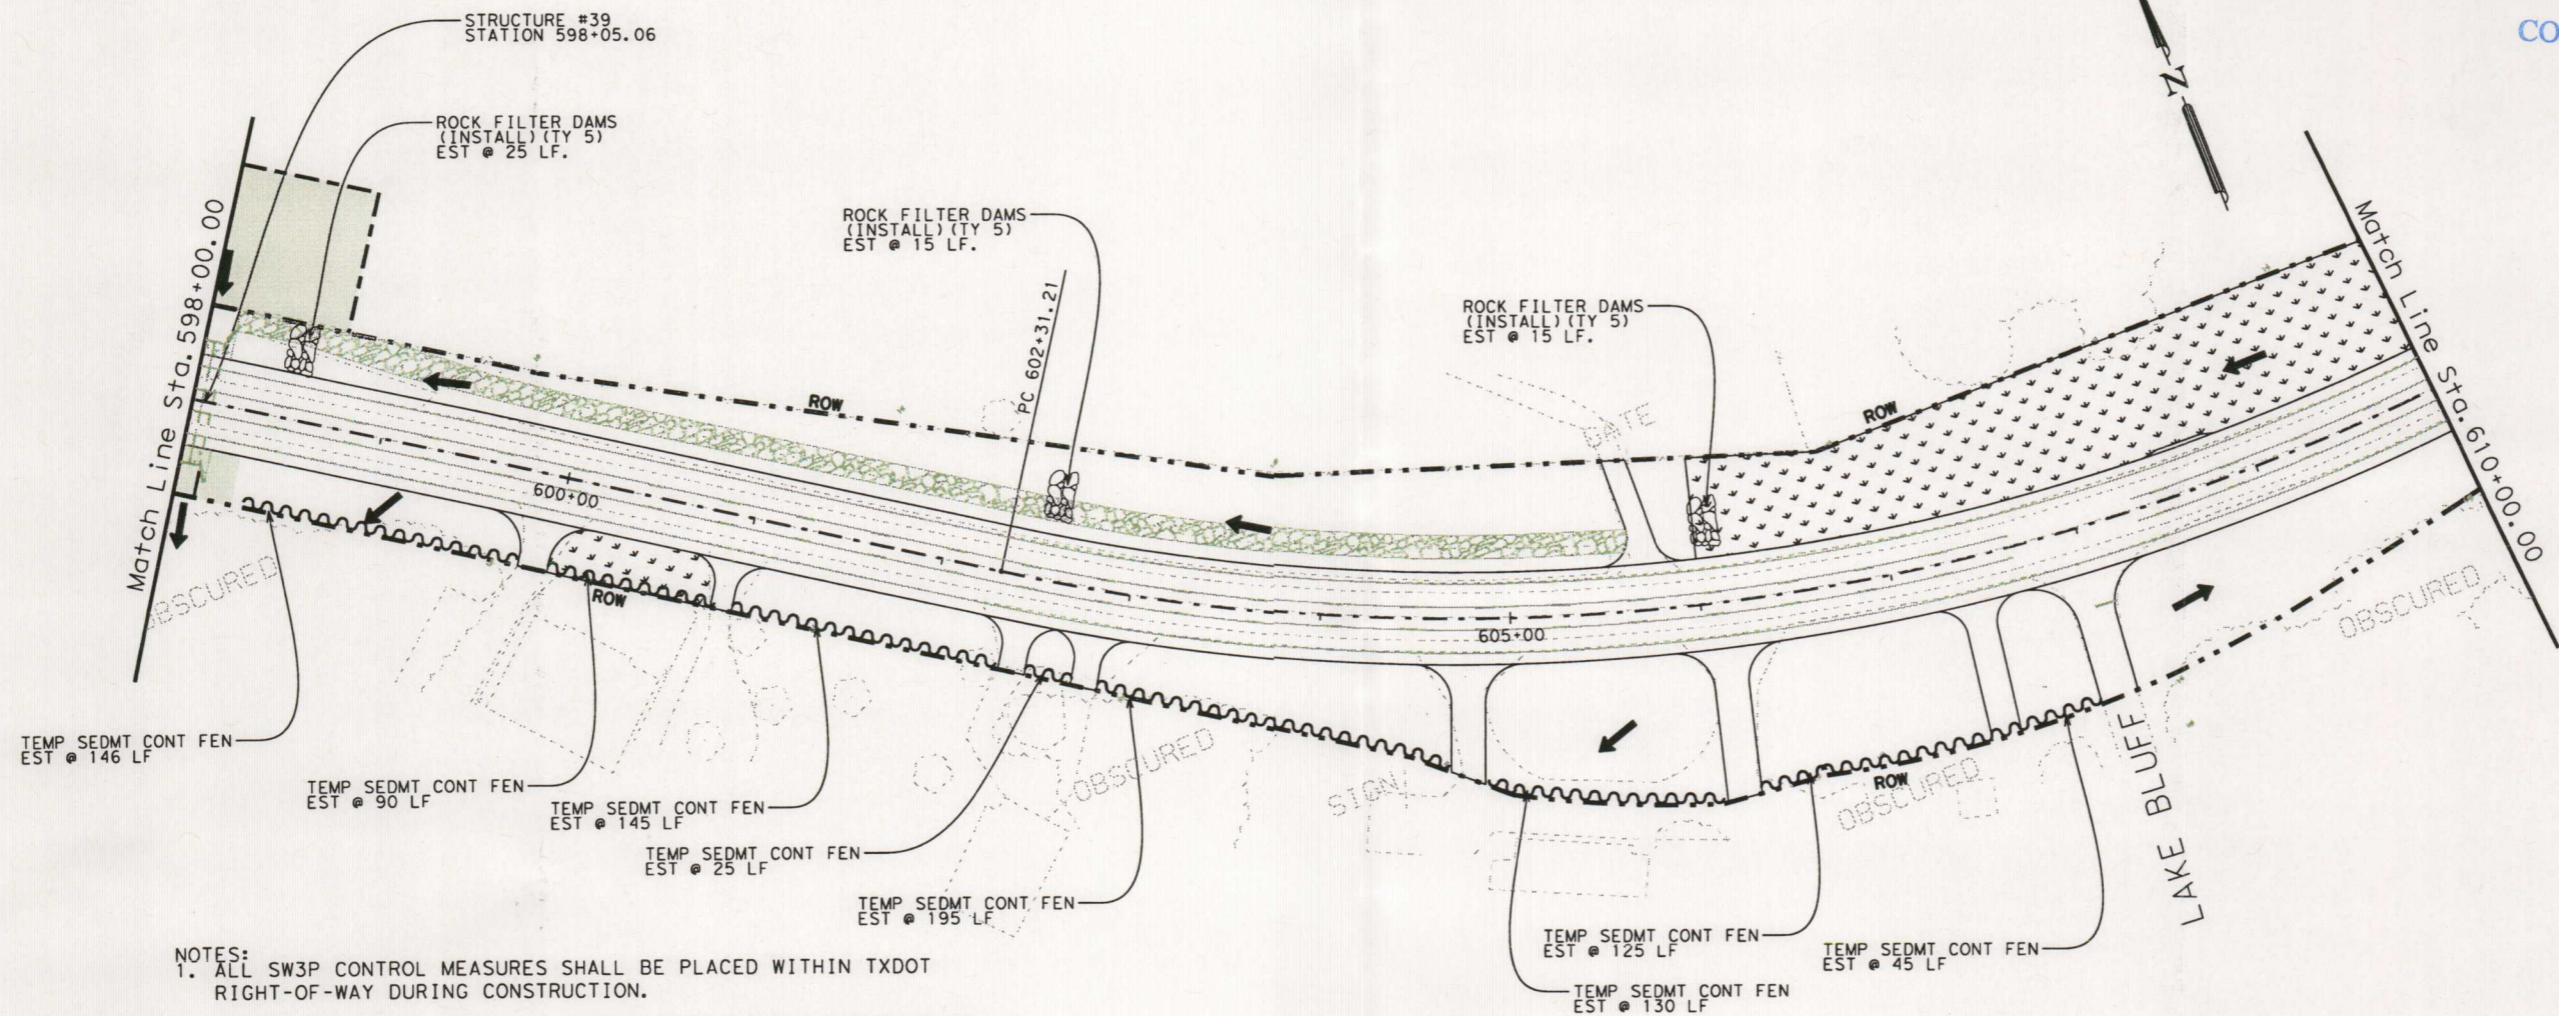 STRUCTURE #39
STATION 598+05.06
CO
N
ROCK FILTER DAMS
(INSTALL)(TY 5)
EST @ 25 LF.
Match Line Sta.598+00.00
ROCK FILTER DAMS
(INSTALL)(TY 5)
EST @ 15 LF.
PC 602+31.21
ROCK FILTER DAMS
(INSTALL)(TY 5)
EST @ 15 LF.
Match Line Sta.610+00.00
ROW
ROW
GATE
600+00
605+00
ROW
ROW
OBSCURED
OBSCURED
OBSCURED
OBSCURED
SIGN
LAKE BLUFF
TEMP SEDMT CONT FEN
EST @ 146 LF
TEMP SEDMT CONT FEN
EST @ 90 LF
TEMP SEDMT CONT FEN
EST @ 145 LF
TEMP SEDMT CONT FEN
EST @ 25 LF
TEMP SEDMT CONT FEN
EST @ 195 LF
TEMP SEDMT CONT FEN
EST @ 125 LF
TEMP SEDMT CONT FEN
EST @ 45 LF
TEMP SEDMT CONT FEN
EST @ 130 LF
NOTES:
1. ALL SW3P CONTROL MEASURES SHALL BE PLACED WITHIN TXDOT
RIGHT-OF-WAY DURING CONSTRUCTION.